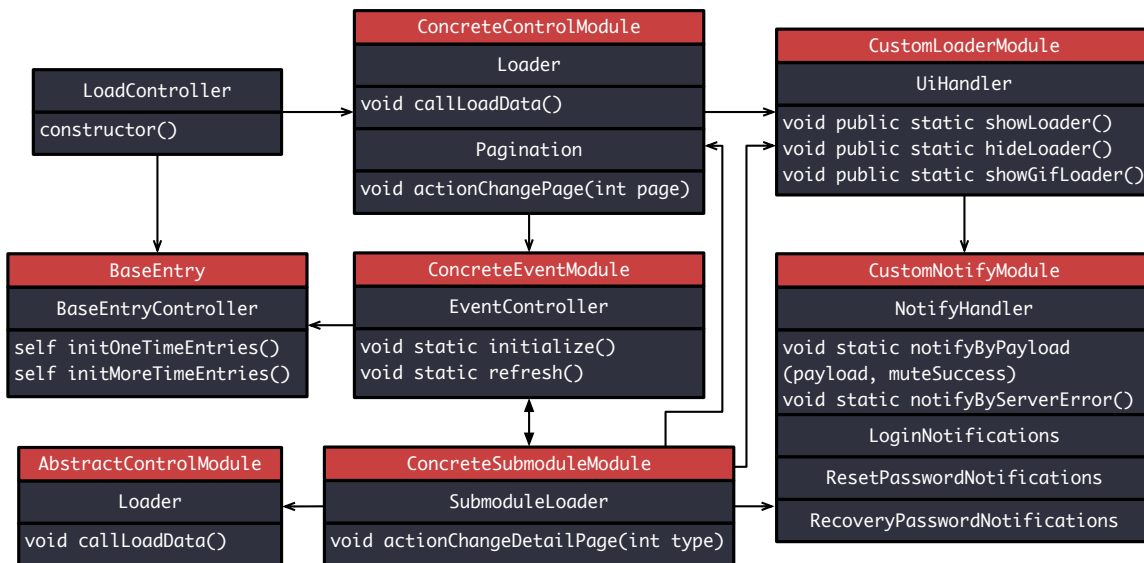 LoadController
constructor()
ConcreteControlModule
Loader
void callLoadData()
Pagination
void actionChangePage(int page)
CustomLoaderModule
UiHandler
void public static showLoader()
void public static hideLoader()
void public static showGifLoader()
BaseEntry
BaseEntryController
self initOneTimeEntries()
self initMoreTimeEntries()
ConcreteEventModule
EventController
void static initialize()
void static refresh()
CustomNotifyModule
NotifyHandler
void static notifyByPayload
(payload, muteSuccess)
void static notifyByServerError()
LoginNotifications
ResetPasswordNotifications
RecoveryPasswordNotifications
AbstractControlModule
Loader
void callLoadData()
ConcreteSubmoduleModule
SubmoduleLoader
void actionChangeDetailPage(int type)